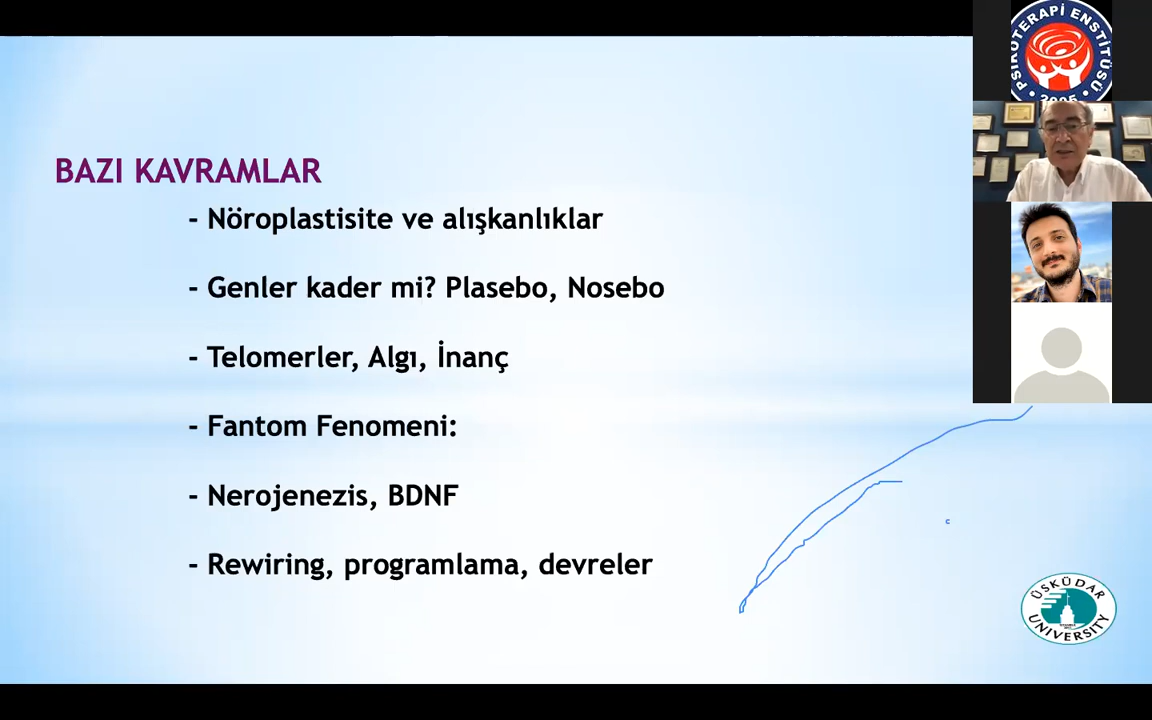 BAZI KAVRAMLAR
- Nöroplastisite ve alışkanlıklar
- Genler kader mi? Plasebo, Nosebo
- Telomerler, Algı, İnanç
- Fantom Fenomeni:
- Nerojenezis, BDNF
- Rewiring, programlama, devreler
PSİKOTERAPİ ENSTİTÜSÜ
2005
c
ÜSKÜDAR
UNIVERSITY